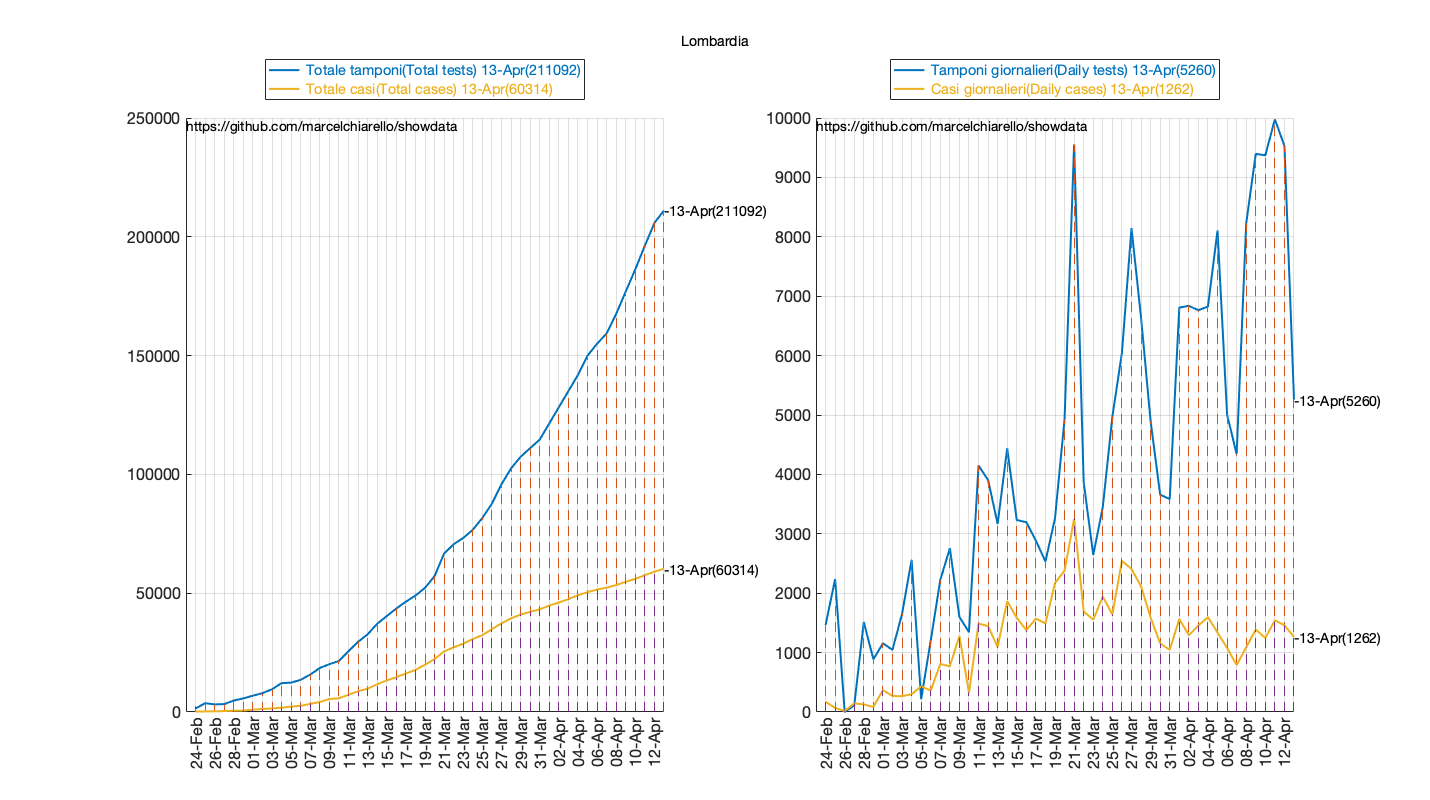 Lombardia
Totale tamponi(Total tests) 13-Apr(211092)
Totale casi(Total cases) 13-Apr(60314)
https://github.com/marcelchiarello/showdata
250000
200000
150000
100000
50000
0
-13-Apr(211092)
-13-Apr(60314)
24-Feb
26-Feb
28-Feb
01-Mar
03-Mar
05-Mar
07-Mar
09-Mar
11-Mar
13-Mar
15-Mar
17-Mar
19-Mar
21-Mar
23-Mar
25-Mar
27-Mar
29-Mar
31-Mar
02-Apr
04-Apr
06-Apr
08-Apr
10-Apr
12-Apr
Tamponi giornalieri(Daily tests) 13-Apr(5260)
Casi giornalieri(Daily cases) 13-Apr(1262)
https://github.com/marcelchiarello/showdata
10000
9000
8000
7000
6000
5000
4000
3000
2000
1000
0
-13-Apr(5260)
-13-Apr(1262)
24-Feb
26-Feb
28-Feb
01-Mar
03-Mar
05-Mar
07-Mar
09-Mar
11-Mar
13-Mar
15-Mar
17-Mar
19-Mar
21-Mar
23-Mar
25-Mar
27-Mar
29-Mar
31-Mar
02-Apr
04-Apr
06-Apr
08-Apr
10-Apr
12-Apr